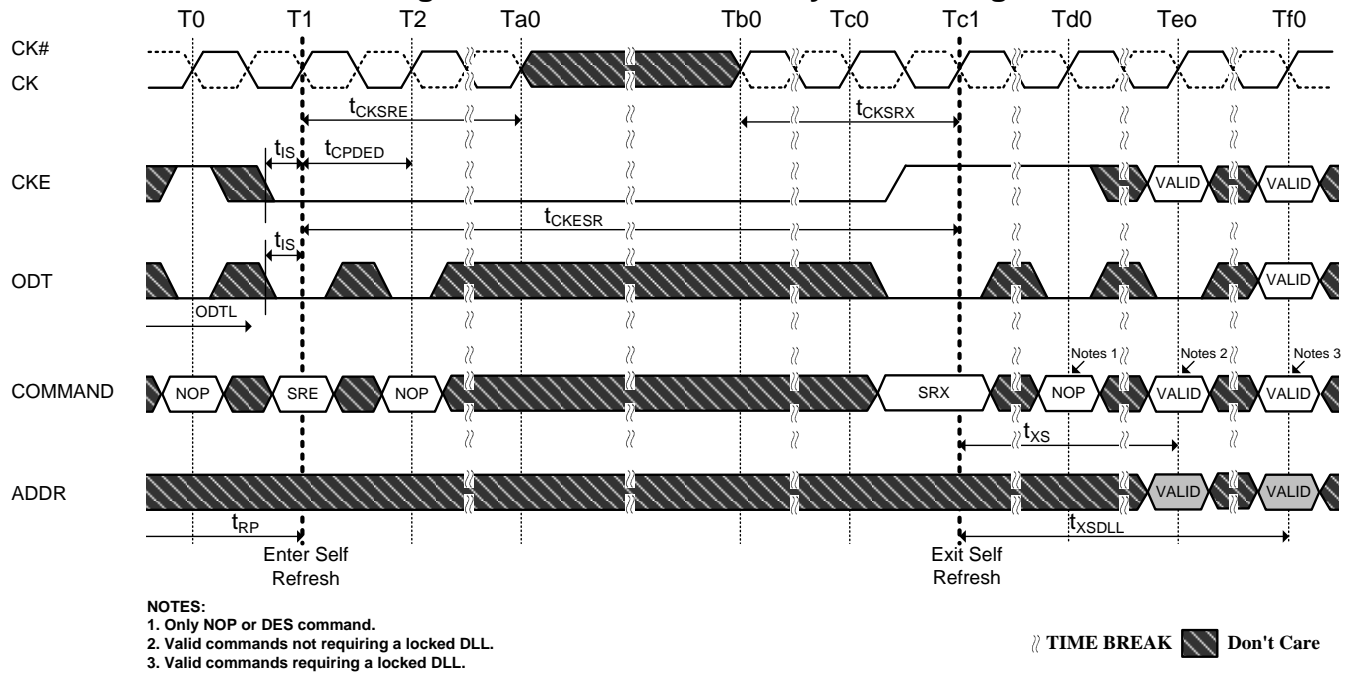 T0 T1 T2 Ta0 Tb0 Tc0 Tc1 Td0 Teo Tf0
CK#
CK
tCKSRE tCKSRX
tIS tCPDED
CKE VALID VALID
tCKESR
tIS
ODT VALID
ODTL
Notes 1 Notes 2 Notes 3
COMMAND NOP SRE NOP SRX NOP VALID VALID
tXS
ADDR VALID VALID
tRP tXSDLL
Enter Self Refresh
Exit Self Refresh
NOTES:
1. Only NOP or DES command.
2. Valid commands not requiring a locked DLL.
3. Valid commands requiring a locked DLL.
TIME BREAK Don't Care